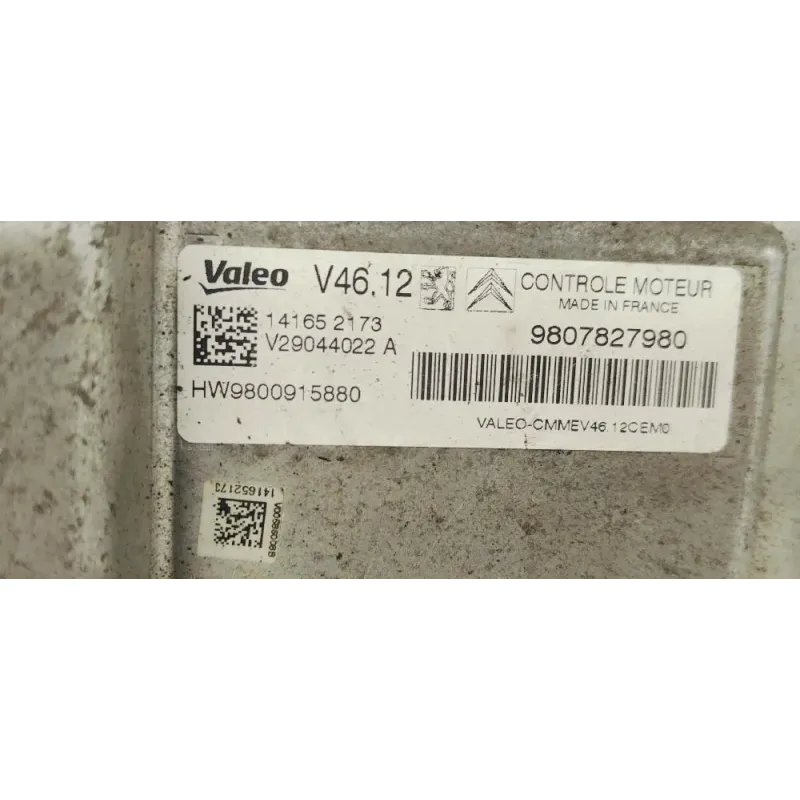 Valeo V46.12 CONTROLE MOTEUR
MADE IN FRANCE
14165 2173
V29044022 A
9807827980
HW9800915880
VALEO-CMMEV46.12CEM0
141652173